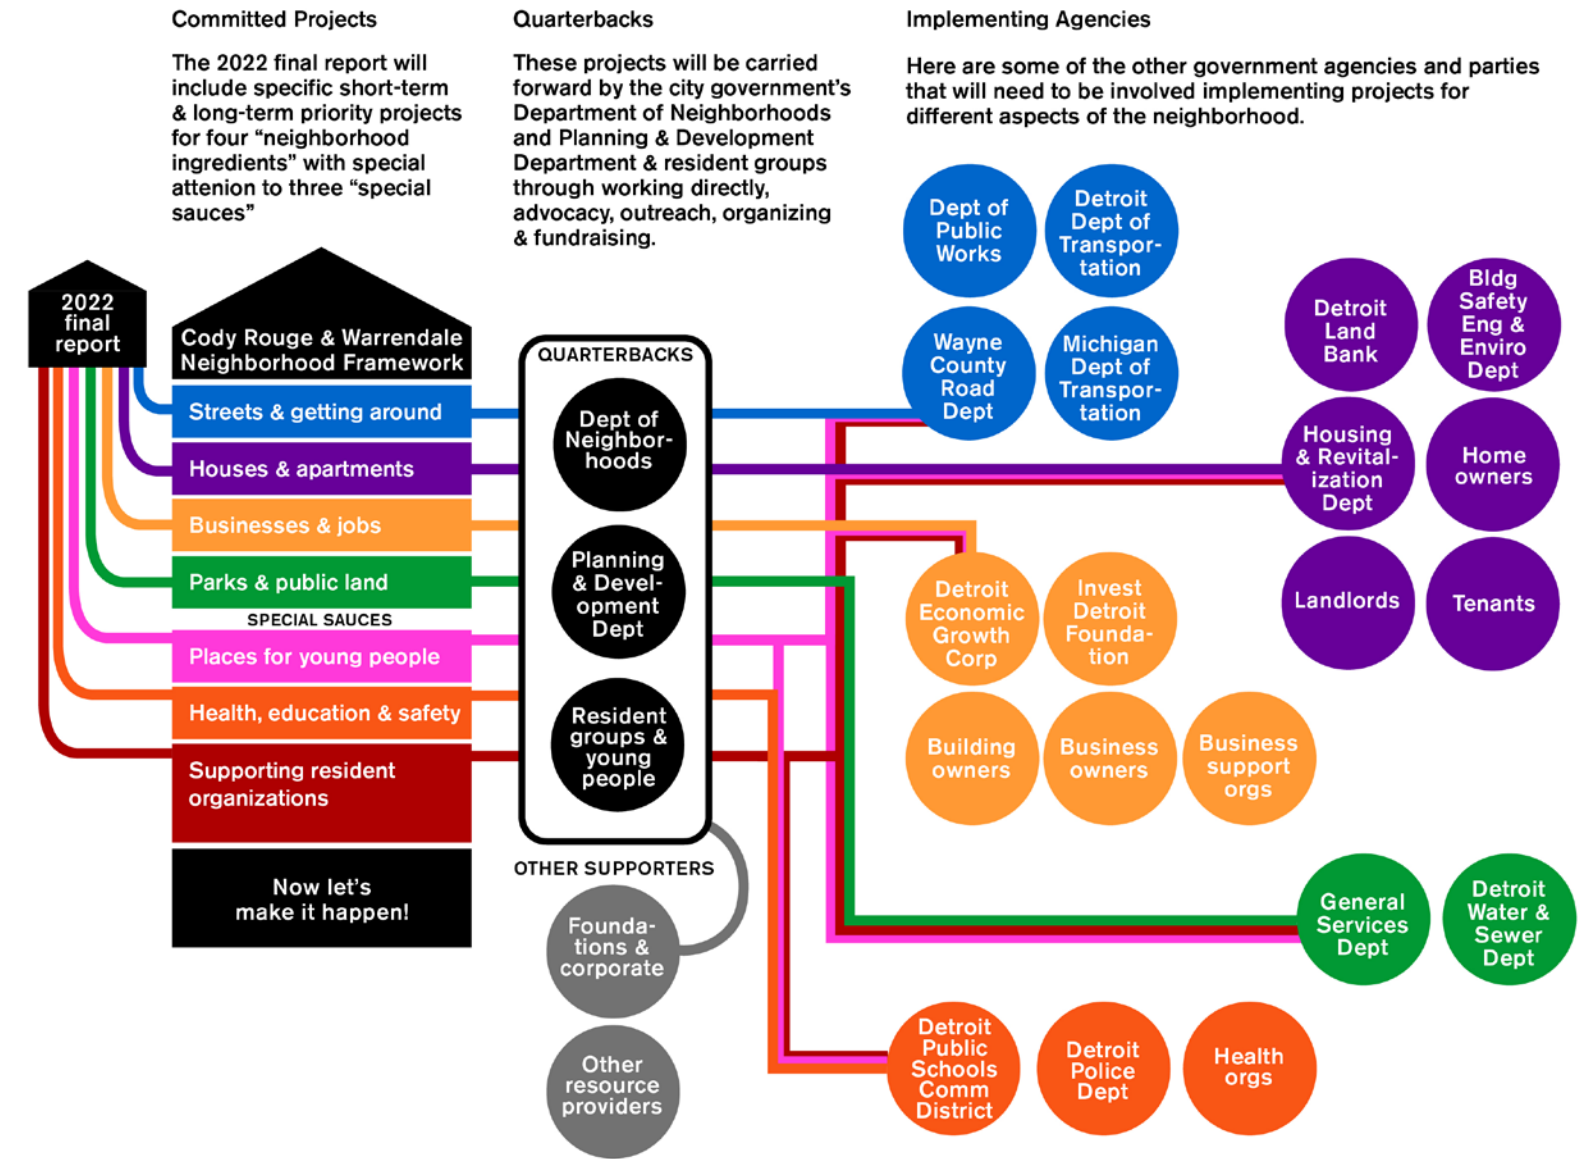 Committed Projects
The 2022 final report will
include specific short-term
& long-term priority projects
for four “neighborhood
ingredients” with special
attenion to three “special
sauces”
Quarterbacks
These projects will be carried
forward by the city government’s
Department of Neighborhoods
and Planning & Development
Department & resident groups
through working directly,
advocacy, outreach, organizing
& fundraising.
Implementing Agencies
Here are some of the other government agencies and parties
that will need to be involved implementing projects for
different aspects of the neighborhood.
2022
final
report
Cody Rouge & Warrendale
Neighborhood Framework
Streets & getting around
Houses & apartments
Businesses & jobs
Parks & public land
SPECIAL SAUCES
Places for young people
Health, education & safety
Supporting resident
organizations
Now let’s
make it happen!
QUARTERBACKS
Dept of
Neighbor-
hoods
Planning
& Devel-
opment
Dept
Resident
groups &
young
people
OTHER SUPPORTERS
Founda-
tions &
corporate
Other
resource
providers
Dept of
Public
Works
Detroit
Dept of
Transpor-
tation
Wayne
County
Road
Dept
Michigan
Dept of
Transpor-
tation
Detroit
Land
Bank
Bldg
Safety
Eng &
Enviro
Dept
Housing
& Revital-
ization
Dept
Home
owners
Landlords
Tenants
Detroit
Economic
Growth
Corp
Invest
Detroit
Founda-
tion
Building
owners
Business
owners
Business
support
orgs
General
Services
Dept
Detroit
Water &
Sewer
Dept
Detroit
Public
Schools
Comm
District
Detroit
Police
Dept
Health
orgs